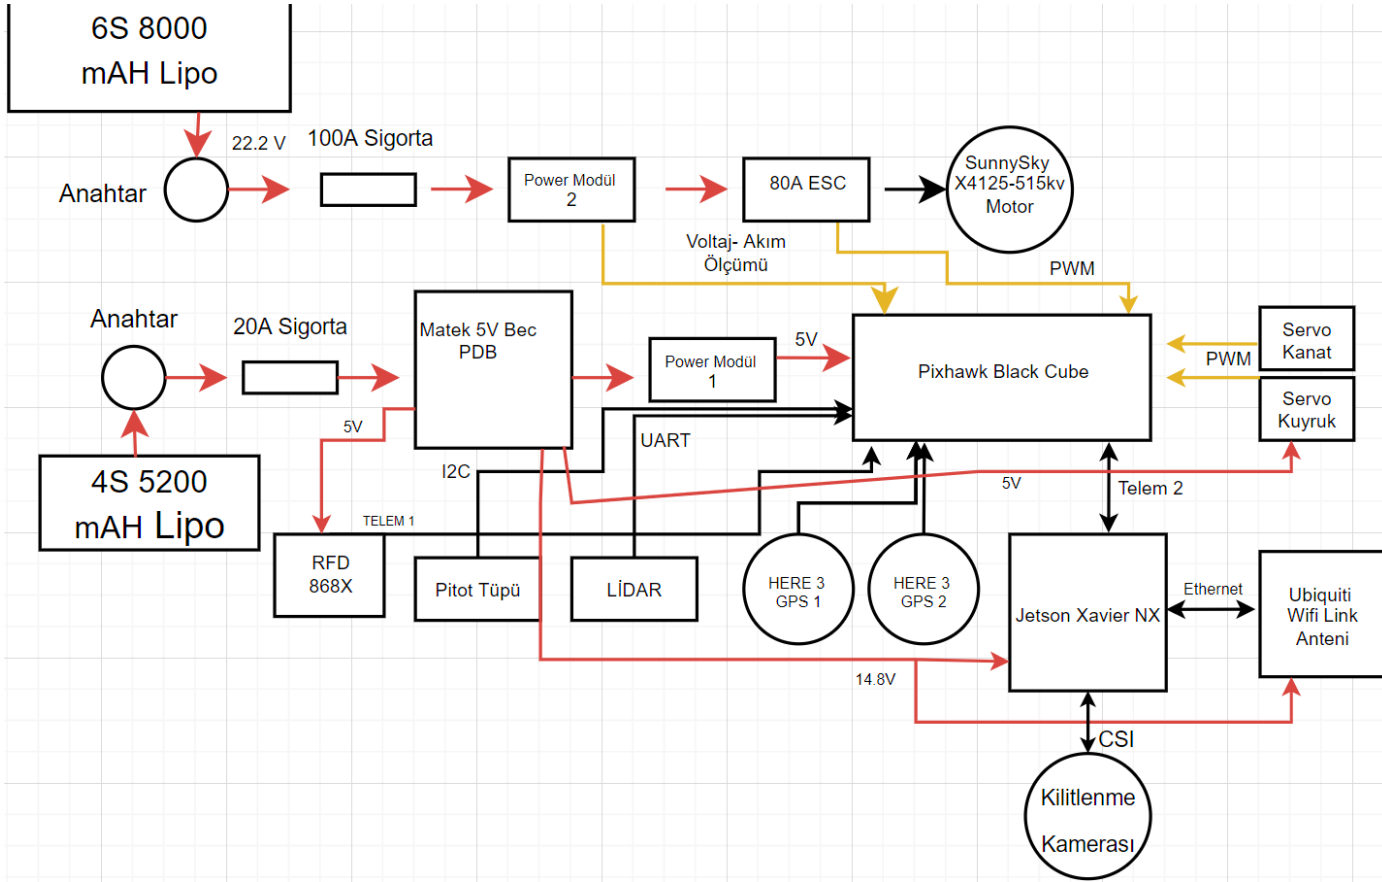 6S 8000
mAH Lipo
22.2 V
100A Sigorta
Anahtar
Power Modül
2
80A ESC
SunnySky
X4125-515kv
Motor
Voltaj- Akım
Ölçümü
PWM
Anahtar
20A Sigorta
Matek 5V Bec
PDB
Power Modül
1
5V
Pixhawk Black Cube
Servo
Kanat
PWM
Servo
Kuyruk
5V
UART
I2C
4S 5200
mAH Lipo
TELEM 1
5V
Telem 2
RFD
868X
Pitot Tüpü
LİDAR
HERE 3
GPS 1
HERE 3
GPS 2
Jetson Xavier NX
Ethernet
Ubiquiti
Wifi Link
Anteni
14.8V
CSI
Kilitlenme
Kamerası